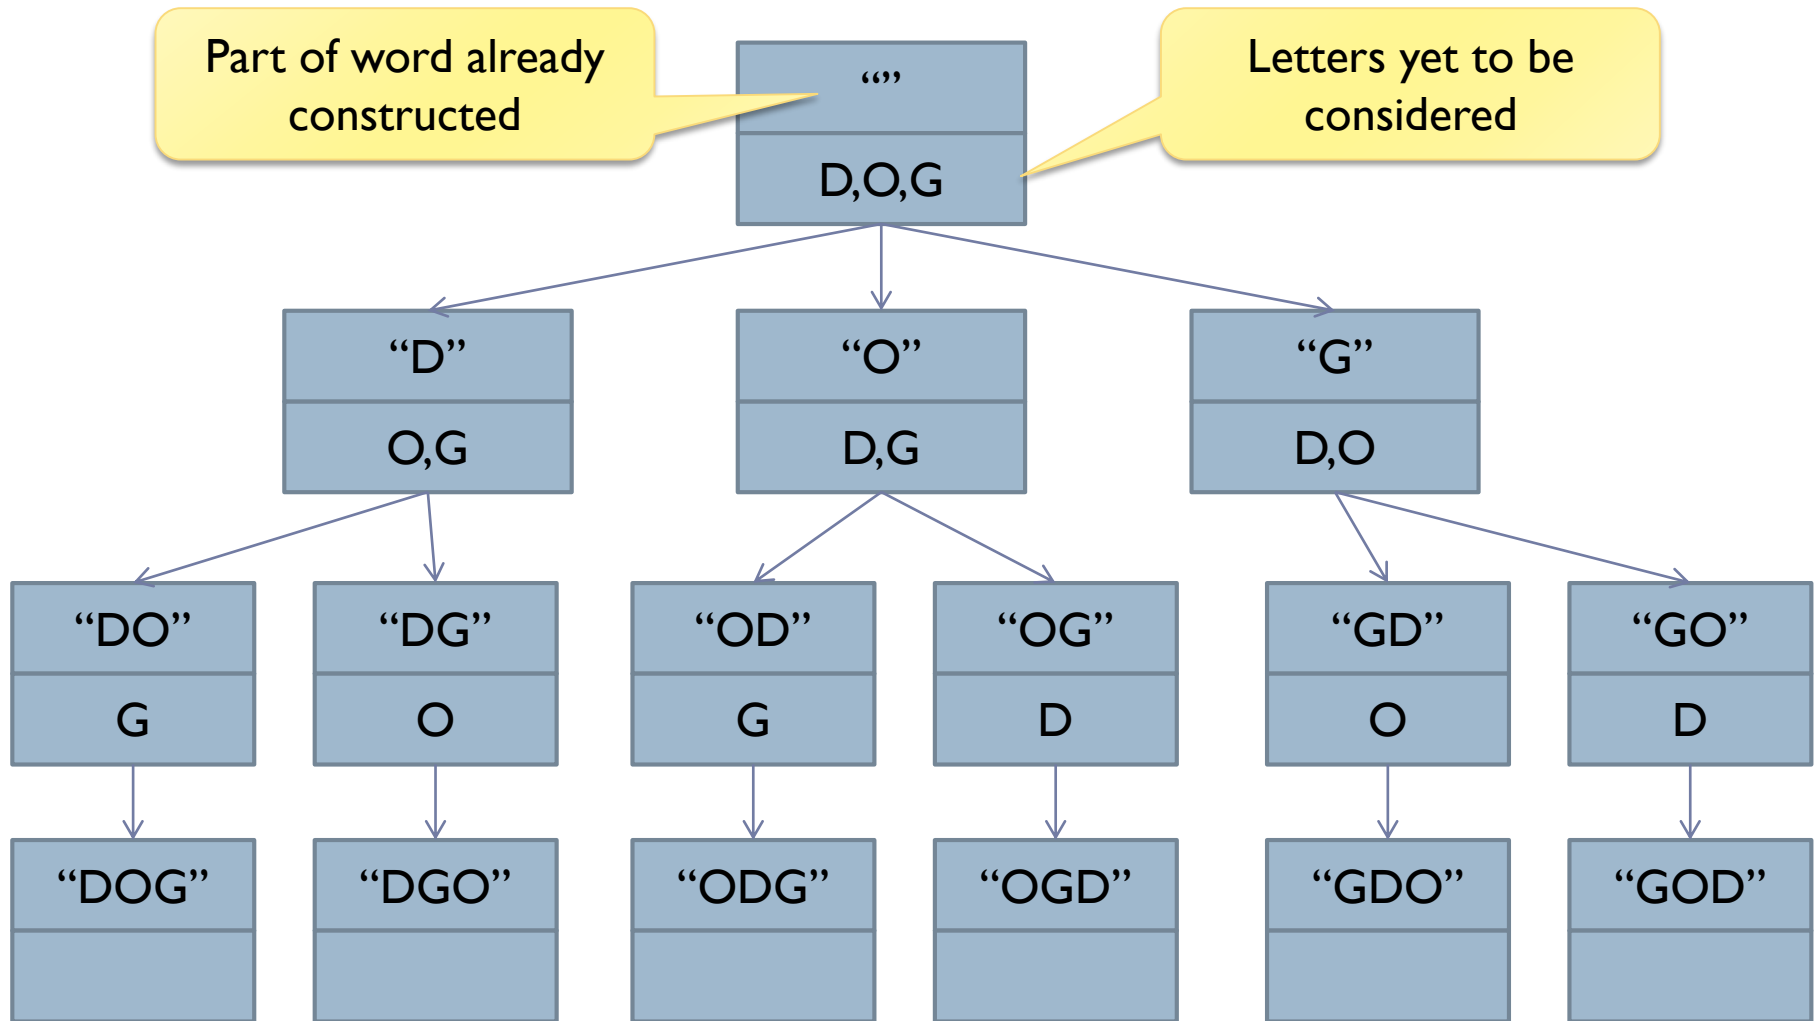 Part of word already
constructed
“”
D,O,G
Letters yet to be
considered
“D”
O,G
“O”
D,G
“G”
D,O
“DO”
G
“DG”
O
“OD”
G
“OG”
D
“GD”
O
“GO”
D
“DOG”
“DGO”
“ODG”
“OGD”
“GDO”
“GOD”